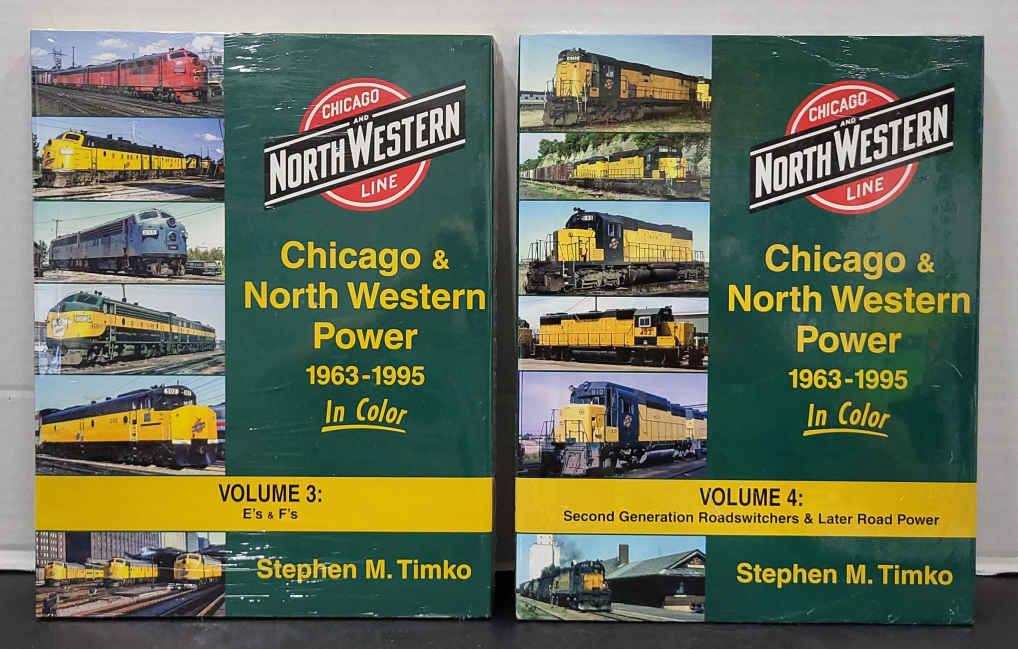 CHICAGO
AND
NORTH WESTERN
LINE
Chicago &
North Western
Power
1963-1995
In Color
VOLUME 3:
E's & F's
Stephen M. Timko
CHICAGO
AND
NORTH WESTERN
LINE
Chicago &
North Western
Power
1963-1995
In Color
VOLUME 4:
Second Generation Roadswitchers & Later Road Power
Stephen M. Timko